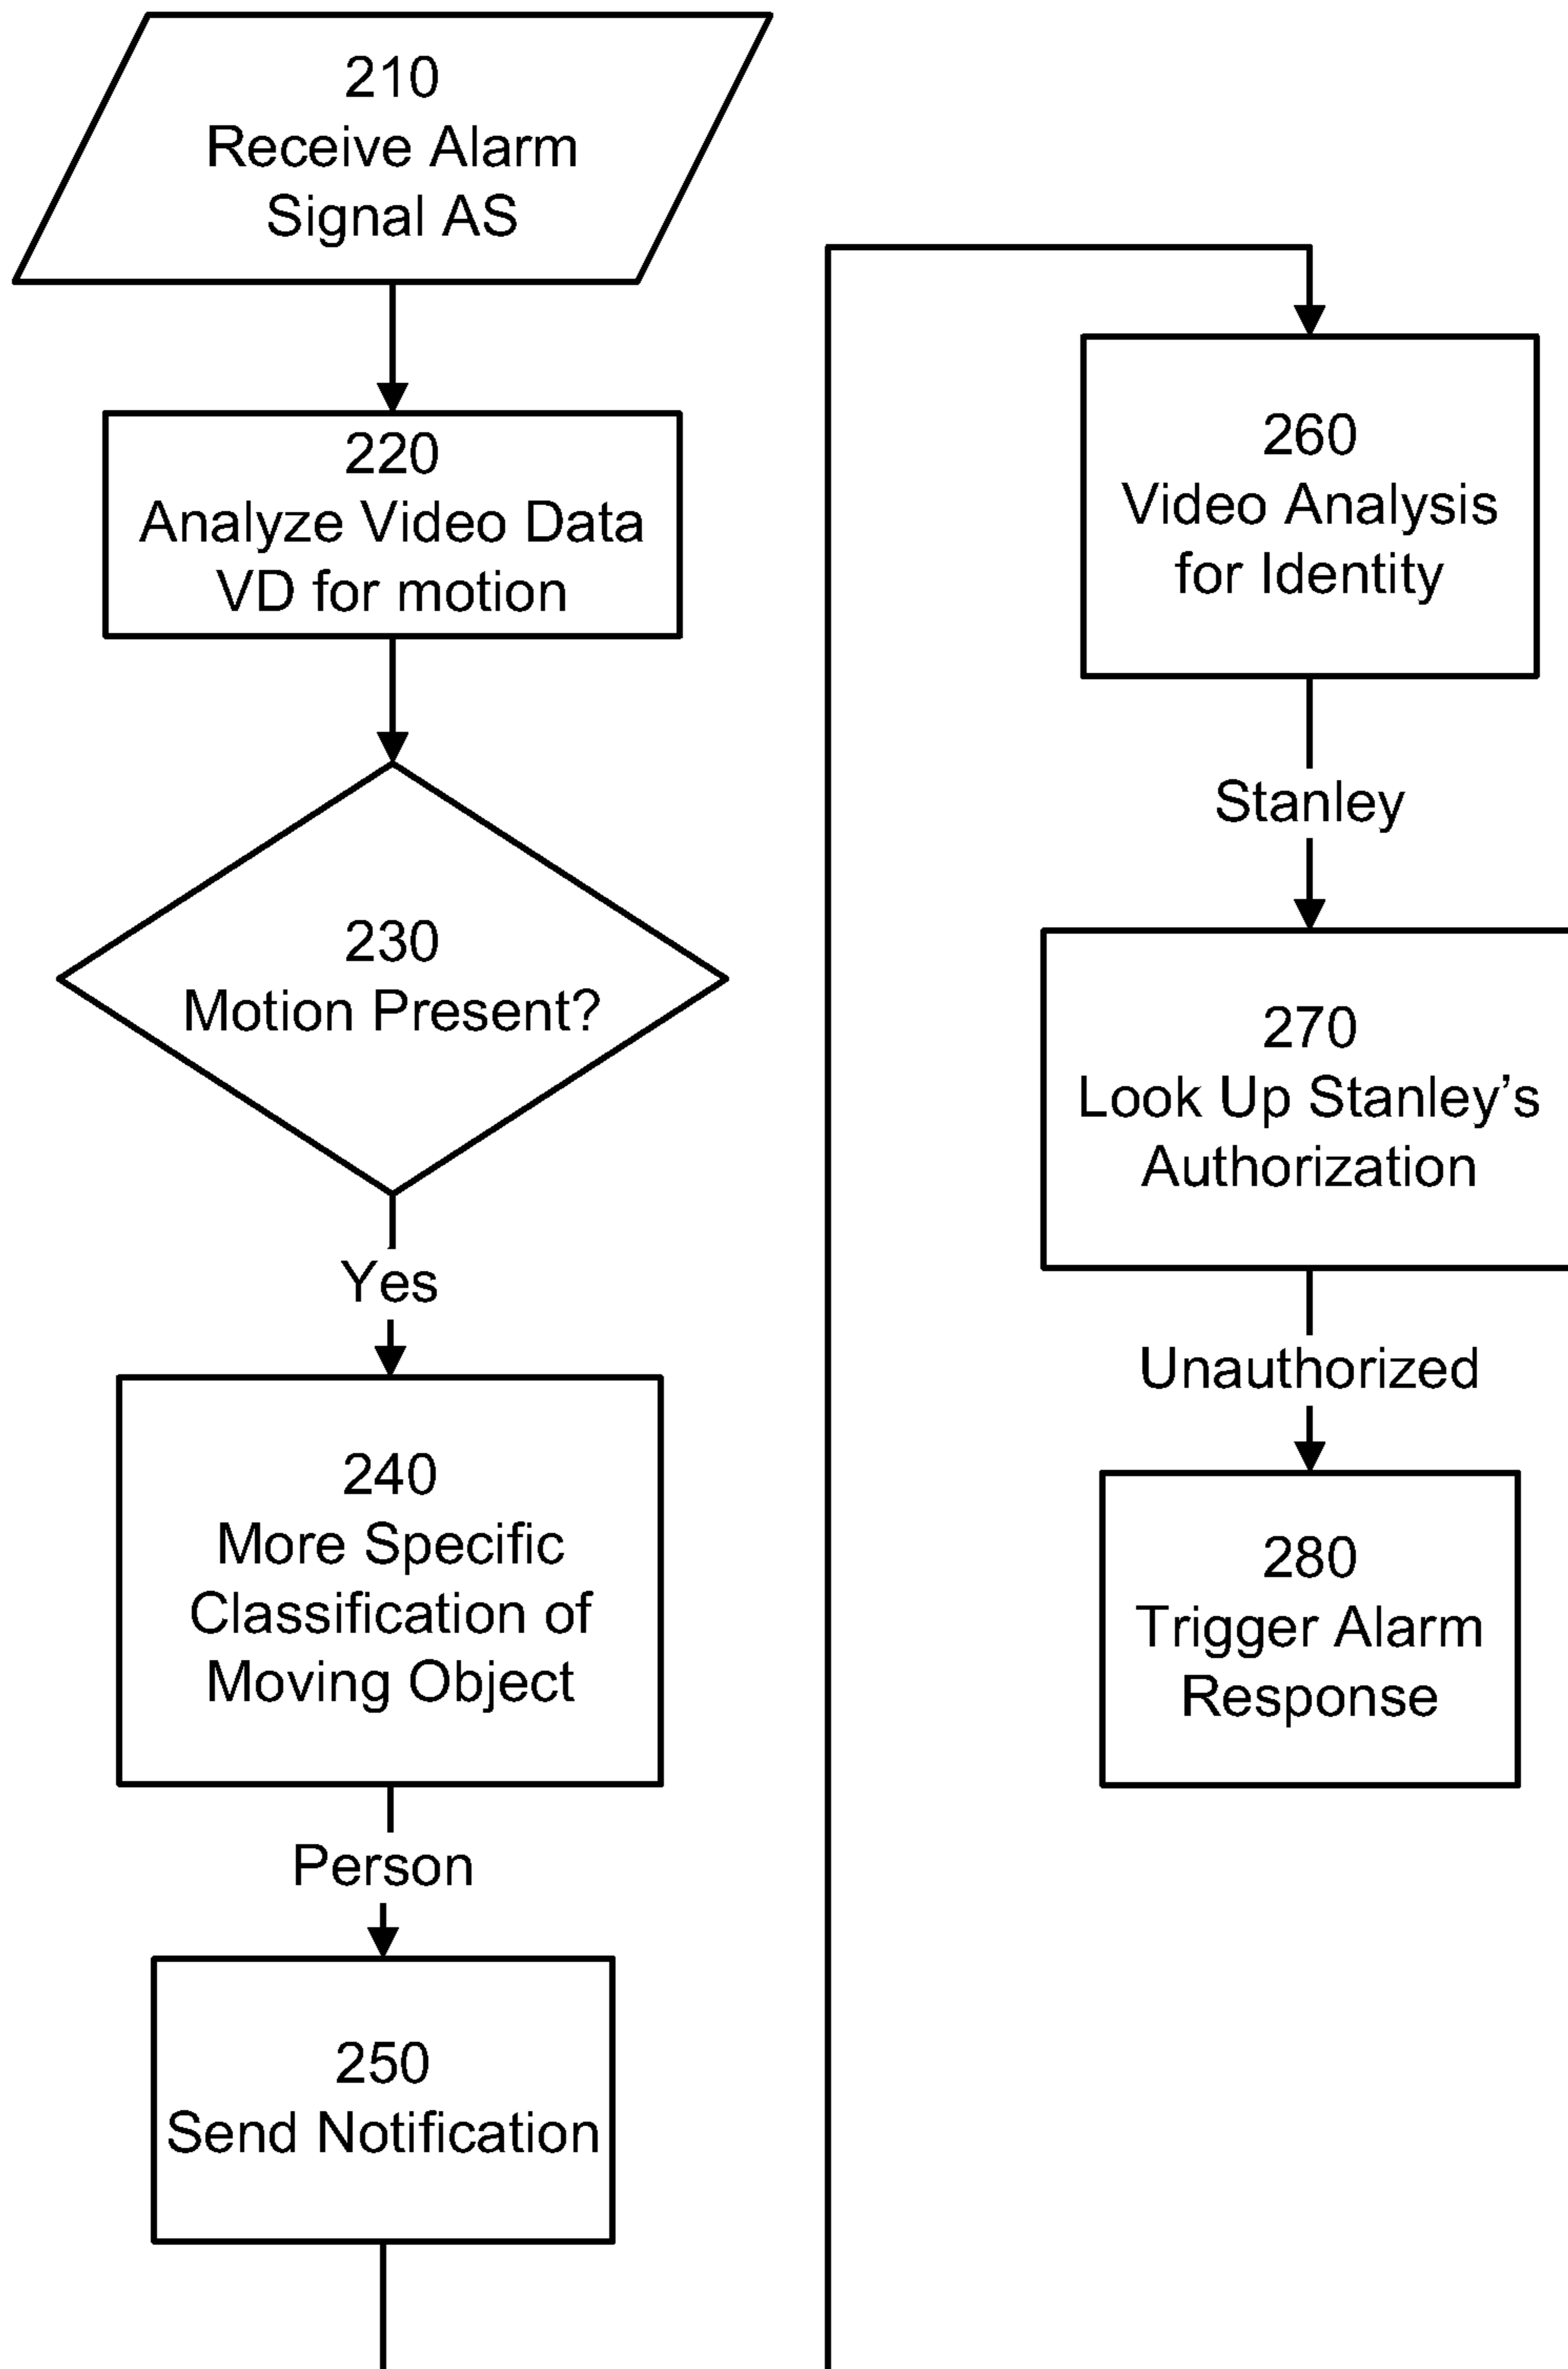 210
Receive Alarm
Signal AS
220
Analyze Video Data
VD for motion
230
Motion Present?
Yes
240
More Specific
Classification of
Moving Object
Person
250
Send Notification
260
Video Analysis
for Identity
Stanley
270
Look Up Stanley’s
Authorization
Unauthorized
280
Trigger Alarm
Response